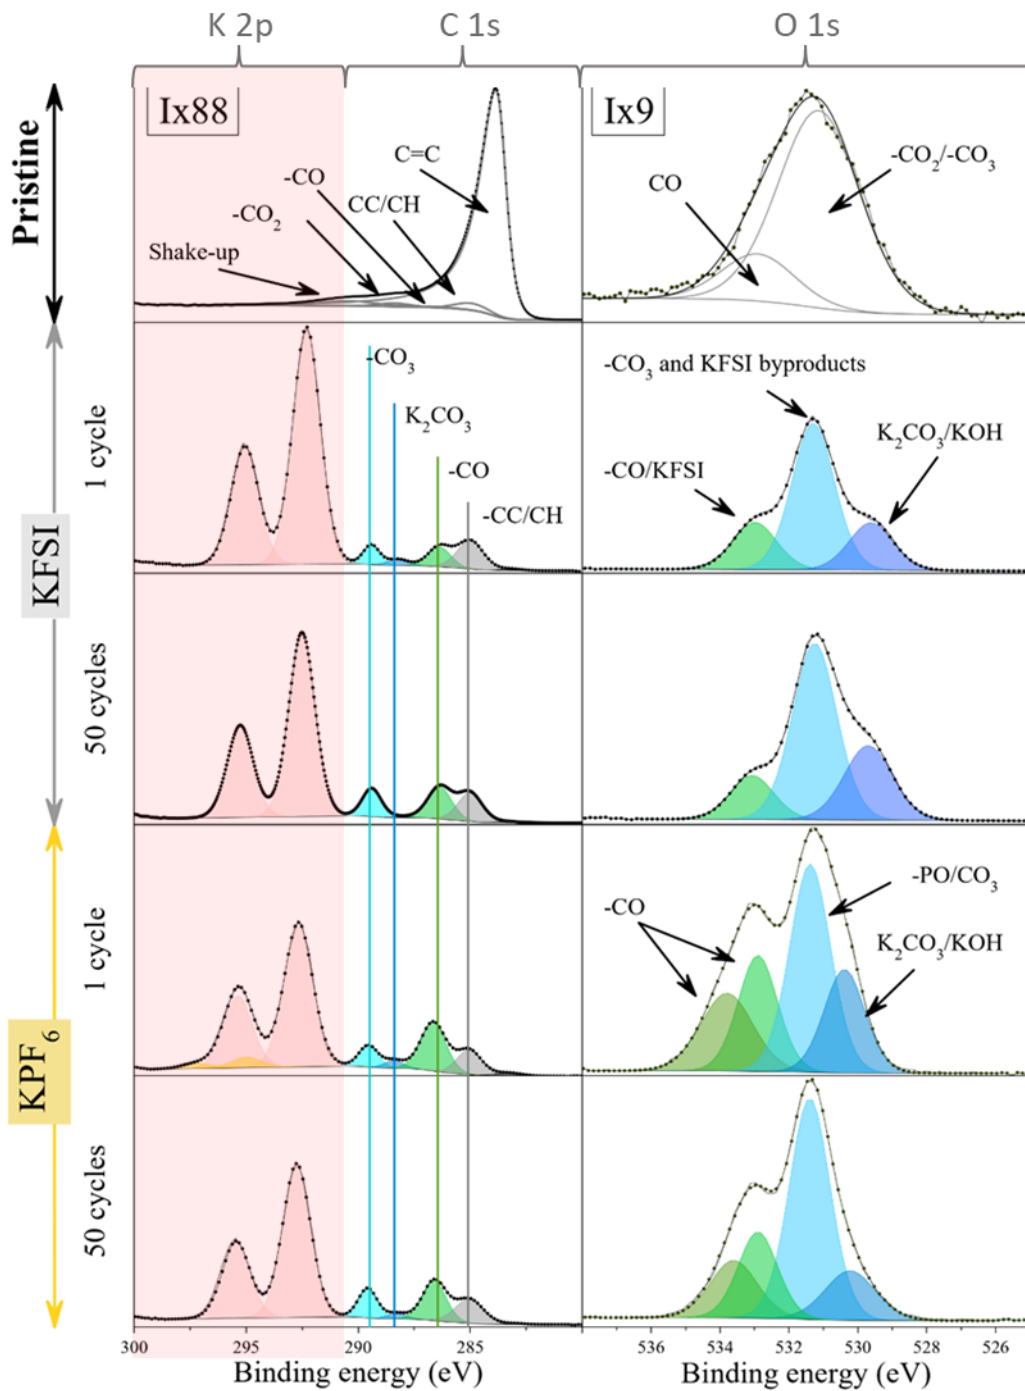 K 2p
C 1s
O 1s
Pristine
Ix88
C=C
-CO
CC/CH
-CO₂
Shake-up
Ix9
-CO₂/-CO₃
CO
KFSI
1 cycle
-CO₃
K₂CO₃
-CO
-CC/CH
-CO₃ and KFSI byproducts
K₂CO₃/KOH
-CO/KFSI
50 cycles
KPF₆
1 cycle
-CO
-PO/CO₃
K₂CO₃/KOH
50 cycles
300 295 290 285
Binding energy (eV)
536 534 532 530 528 526
Binding energy (eV)